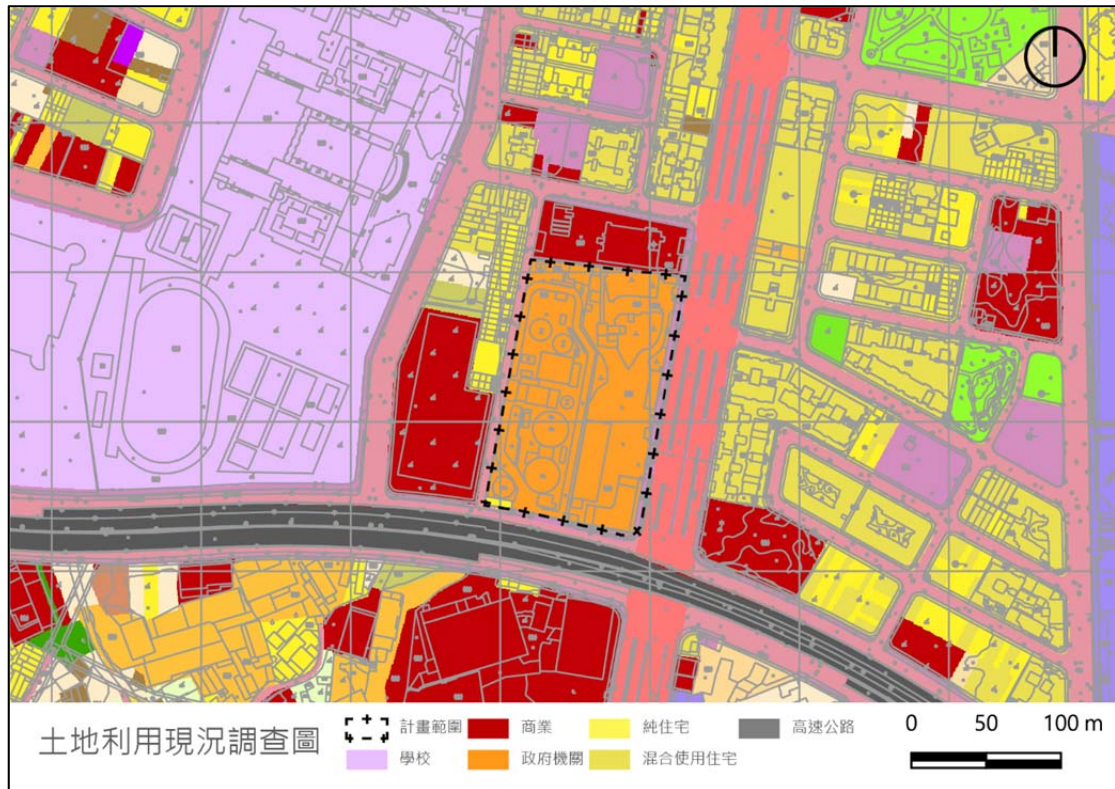 土地利用現況調查圖
計畫範圍
商業
純住宅
高速公路
學校
政府機關
混合使用住宅
0 50 100 m